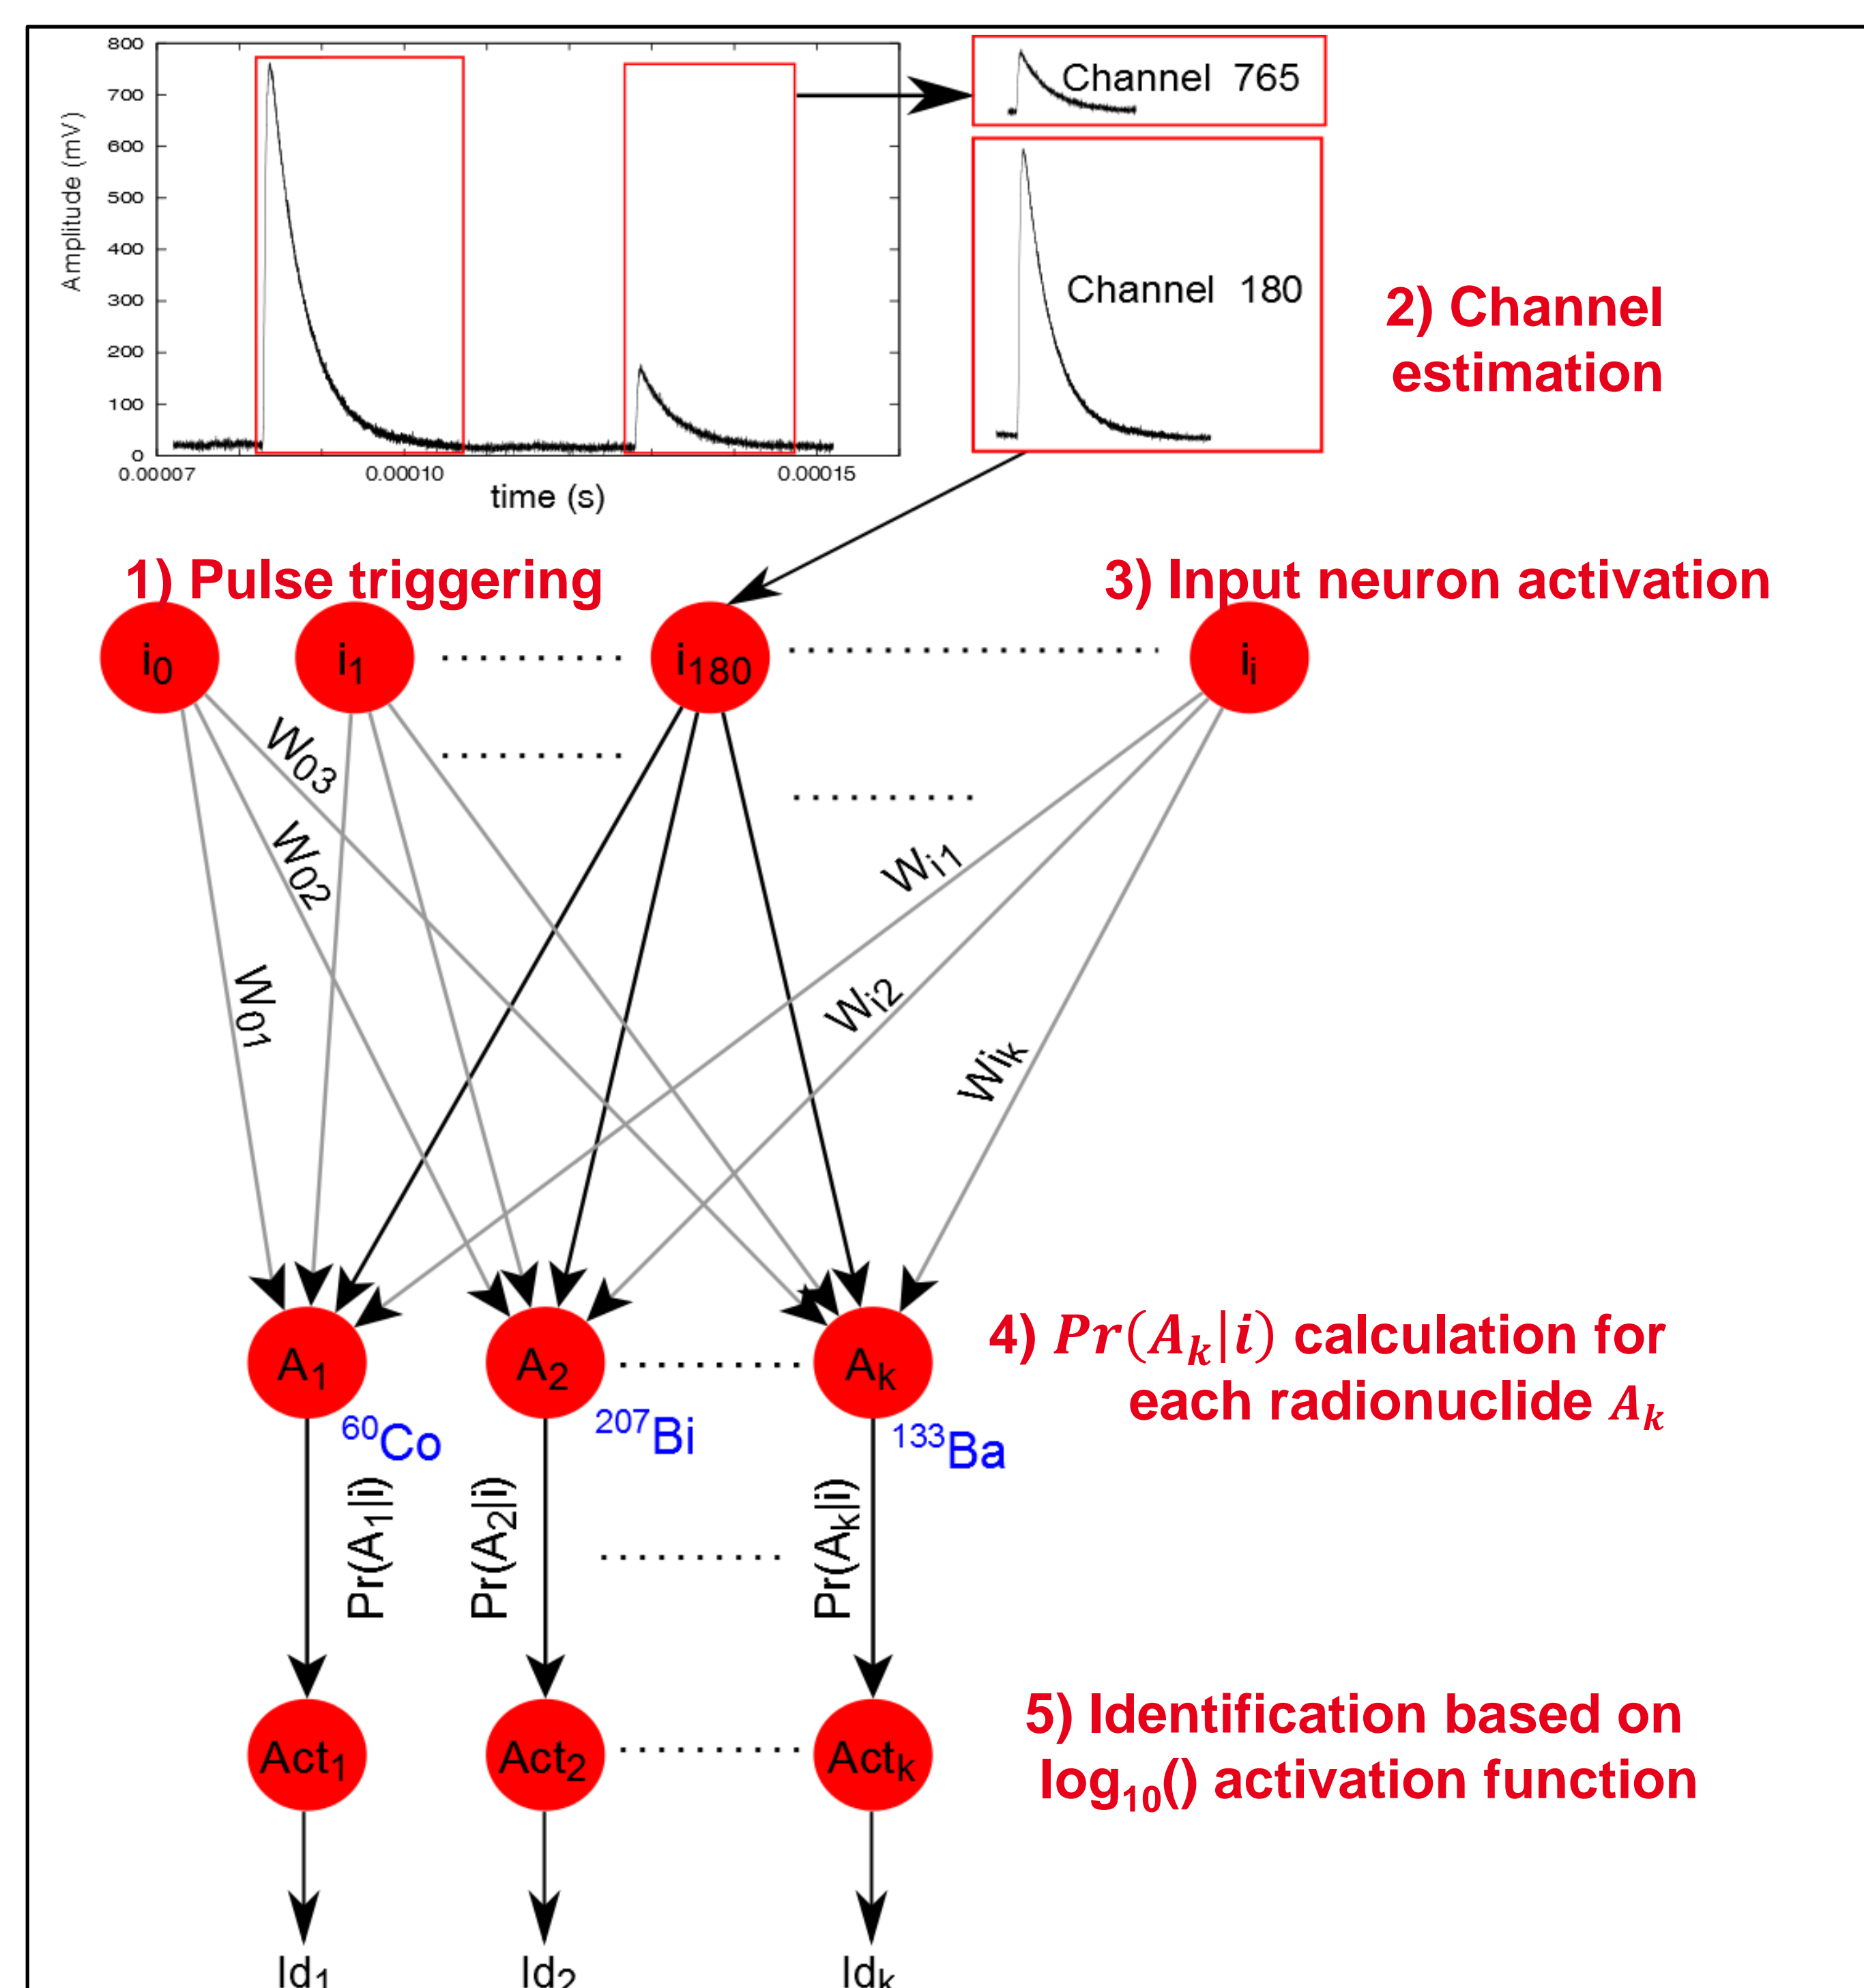 800
700
600
500
400
300
200
100
0
Amplitude (mV)
0.00007 0.00010 0.00015
time (s)
Channel 765
Channel 180
2) Channel
estimation
1) Pulse triggering
3) Input neuron activation
i0 i1 .......... i180 .................... ii
W03
W02
W01
Wi1
Wi2
Wik
A1 A2 .......... Ak
60Co 207Bi 133Ba
4) Pr(Ak|i) calculation for
each radionuclide Ak
Pr(A1|i) Pr(A2|i) .......... Pr(Ak|i)
Act1 Act2 .......... Actk
5) Identification based on
log10() activation function
Id1 Id2 Idk